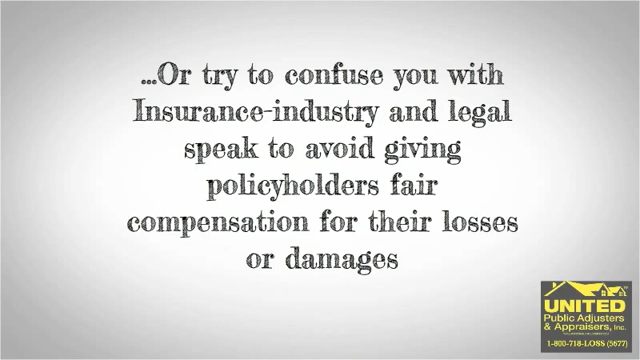 ...Or try to confuse you with
Insurance-industry and legal
speak to avoid giving
policyholders fair
compensation for their losses
or damages
UNITED
Public Adjusters
& Appraisers, Inc.
1-800-718-LOSS (5677)